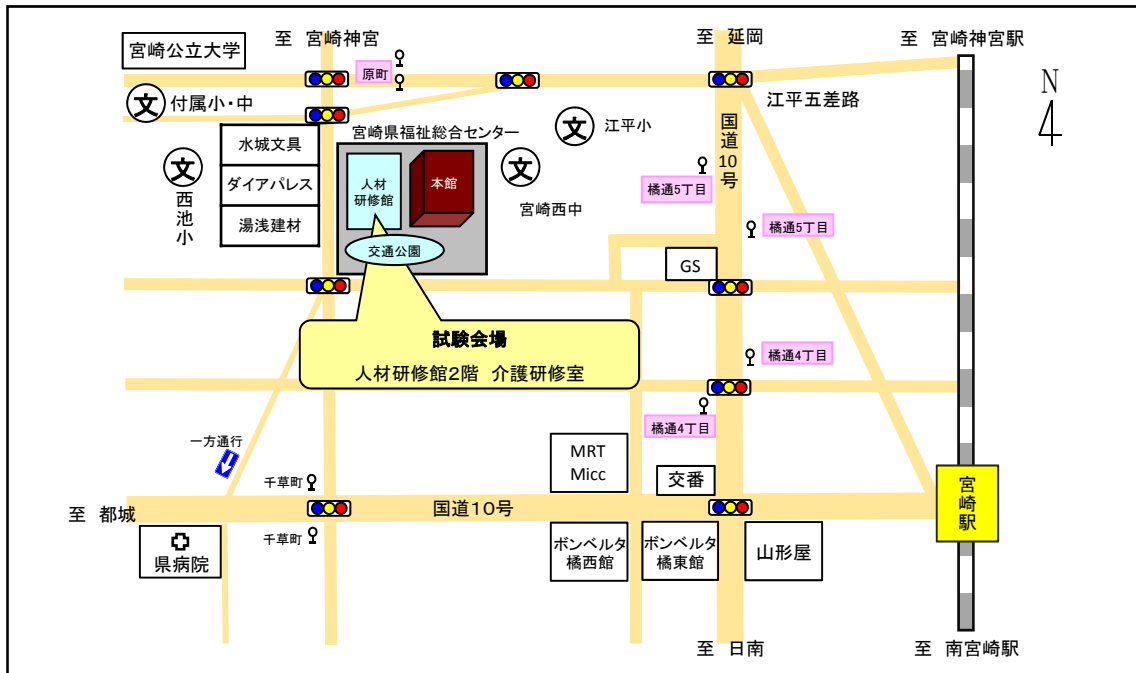 至 宮崎神宮
至 延岡
至 宮崎神宮駅
宮崎公立大学
原町
N
文
付属小・中
江平五差路
水城文具
宮崎県福祉総合センター
文
江平小
国道10号
文
西池小
ダイアパレス
人材
研修館
本館
文
宮崎西中
橘通5丁目
湯浅建材
交通公園
橘通5丁目
GS
試験会場
人材研修館2階 介護研修室
橘通4丁目
橘通4丁目
一方通行
MRT
Micc
交番
千草町
宮崎駅
至 都城
国道10号
千草町
県病院
ボンベルタ
橘西館
ボンベルタ
橘東館
山形屋
至 日南
至 南宮崎駅